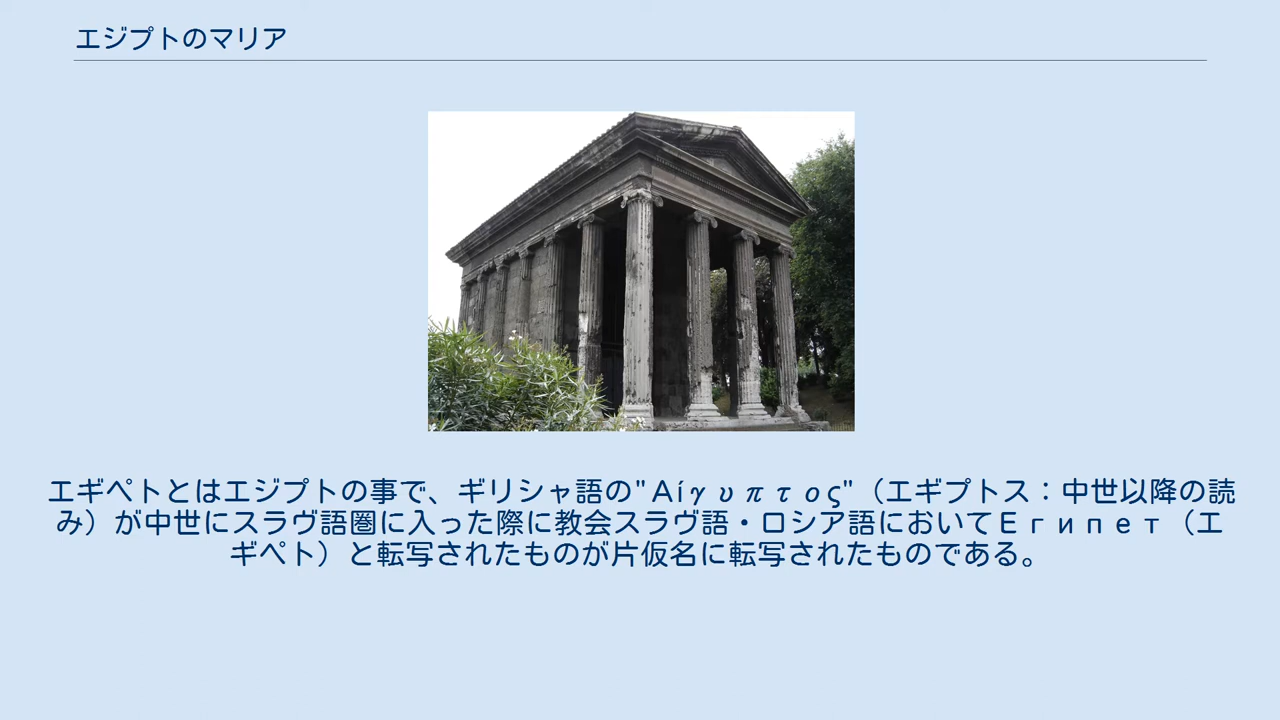 エジプトのマリア
エギペトとはエジプトの事で、ギリシャ語の"Αίγυπτος"（エギプトス：中世以降の読
み）が中世にスラヴ語圏に入った際に教会スラヴ語・ロシア語においてＥгипет（エ
ギペト）と転写されたものが片仮名に転写されたものである。